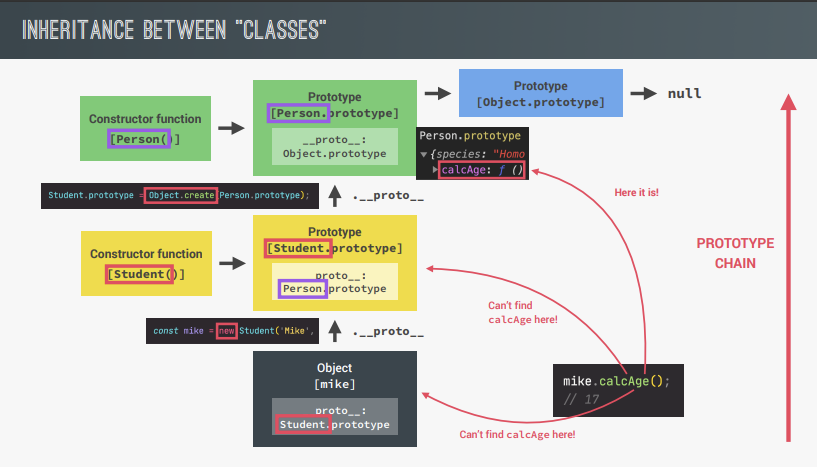 INHERITANCE BETWEEN "CLASSES"
Constructor function
[Person()]
Prototype
[Person.prototype]
__proto__:
Object.prototype
Prototype
[Object.prototype]
null
Person.prototype
▼{species: "Homo
▶calcAge: ƒ ()
Student.prototype = Object.create(Person.prototype);
.__proto__
Here it is!
Constructor function
[Student()]
Prototype
[Student.prototype]
__proto__:
Person.prototype
PROTOTYPE
CHAIN
Can't find
calcAge here!
const mike = new Student('Mike',
.__proto__
Object
[mike]
__proto__:
Student.prototype
mike.calcAge();
// 17
Can't find calcAge here!